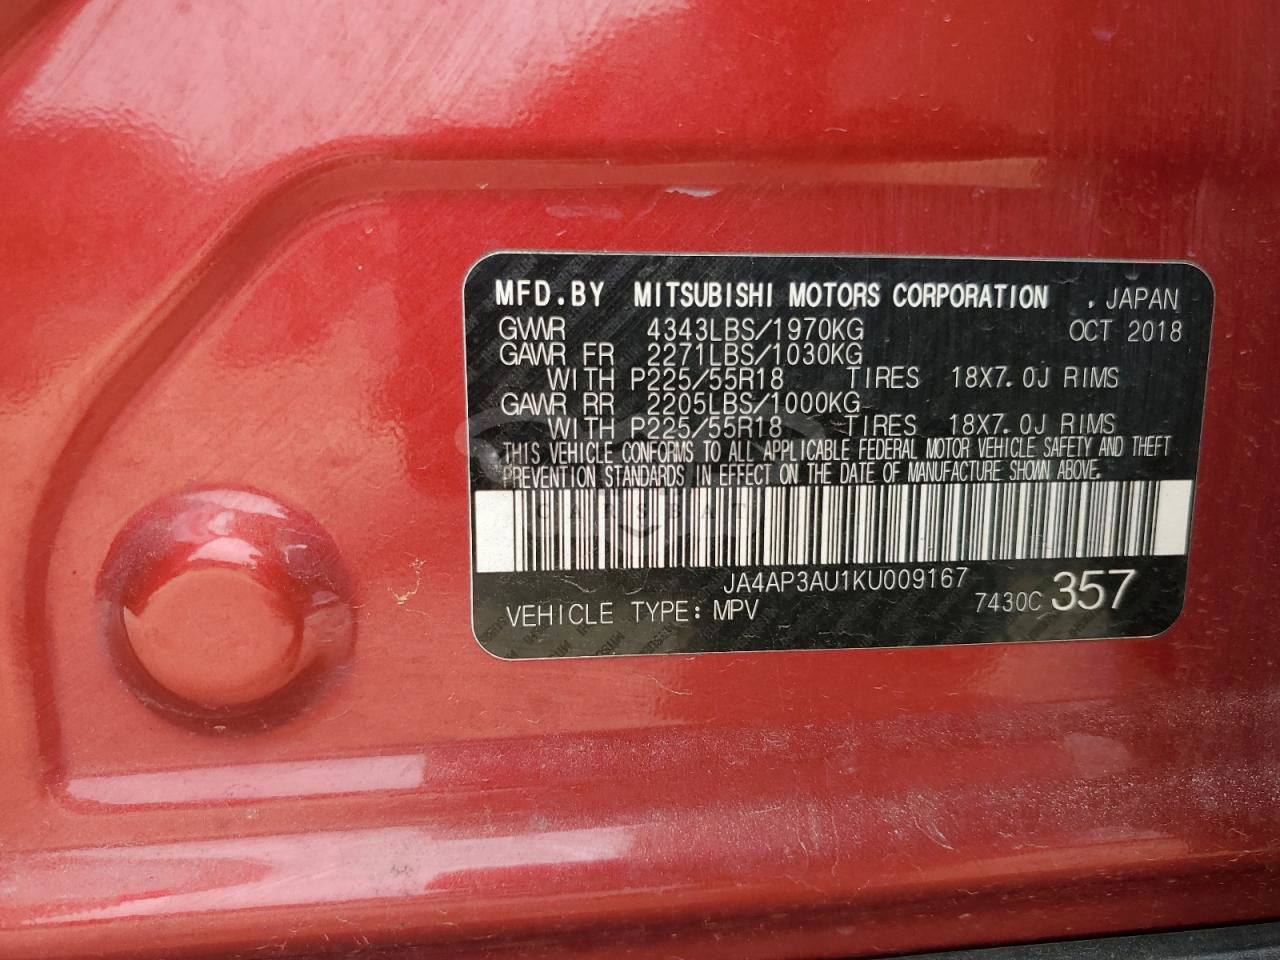 MFD.BY MITSUBISHI MOTORS CORPORATION . JAPAN
GVWR 4343LBS/1970KG OCT 2018
GAWR FR 2271LBS/1030KG
WITH P225/55R18 TIRES 18X7.0J RIMS
GAWR RR 2205LBS/1000KG
WITH P225/55R18 TIRES 18X7.0J RIMS
THIS VEHICLE CONFORMS TO ALL APPLICABLE FEDERAL MOTOR VEHICLE SAFETY AND THEFT
PREVENTION STANDARDS IN EFFECT ON THE DATE OF MANUFACTURE SHOWN ABOVE.
JA4AP3AU1KU009167
VEHICLE TYPE: MPV 7430C 357